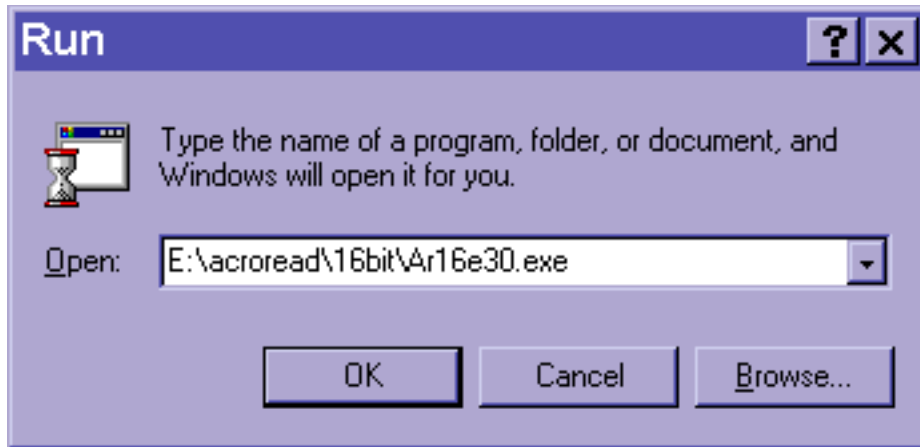 Run
Type the name of a program, folder, or document, and
Windows will open it for you.
Open: E:\acroread\16bit\Ar16e30.exe
OK Cancel Browse...